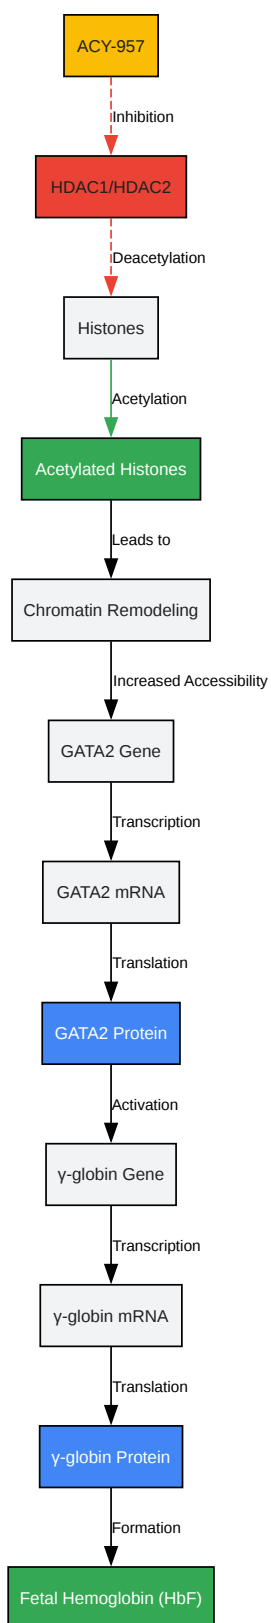 ACY-957
Inhibition
HDAC1/HDAC2
Deacetylation
Histones
Acetylation
Acetylated Histones
Leads to
Chromatin Remodeling
Increased Accessibility
GATA2 Gene
Transcription
GATA2 mRNA
Translation
GATA2 Protein
Activation
γ-globin Gene
Transcription
γ-globin mRNA
Translation
γ-globin Protein
Formation
Fetal Hemoglobin (HbF)